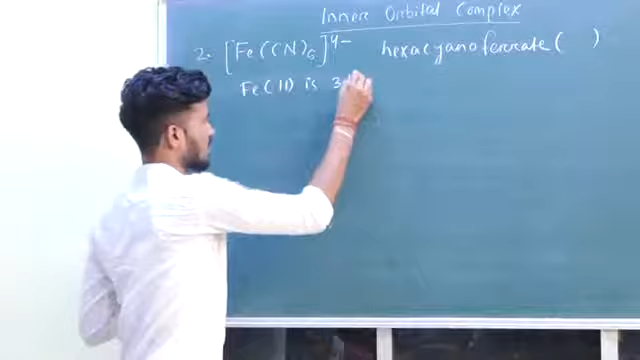 Inner Orbital Complex
2. [Fe(CN)6]4- hexacyanoferrate( )
Fe(II) is 3